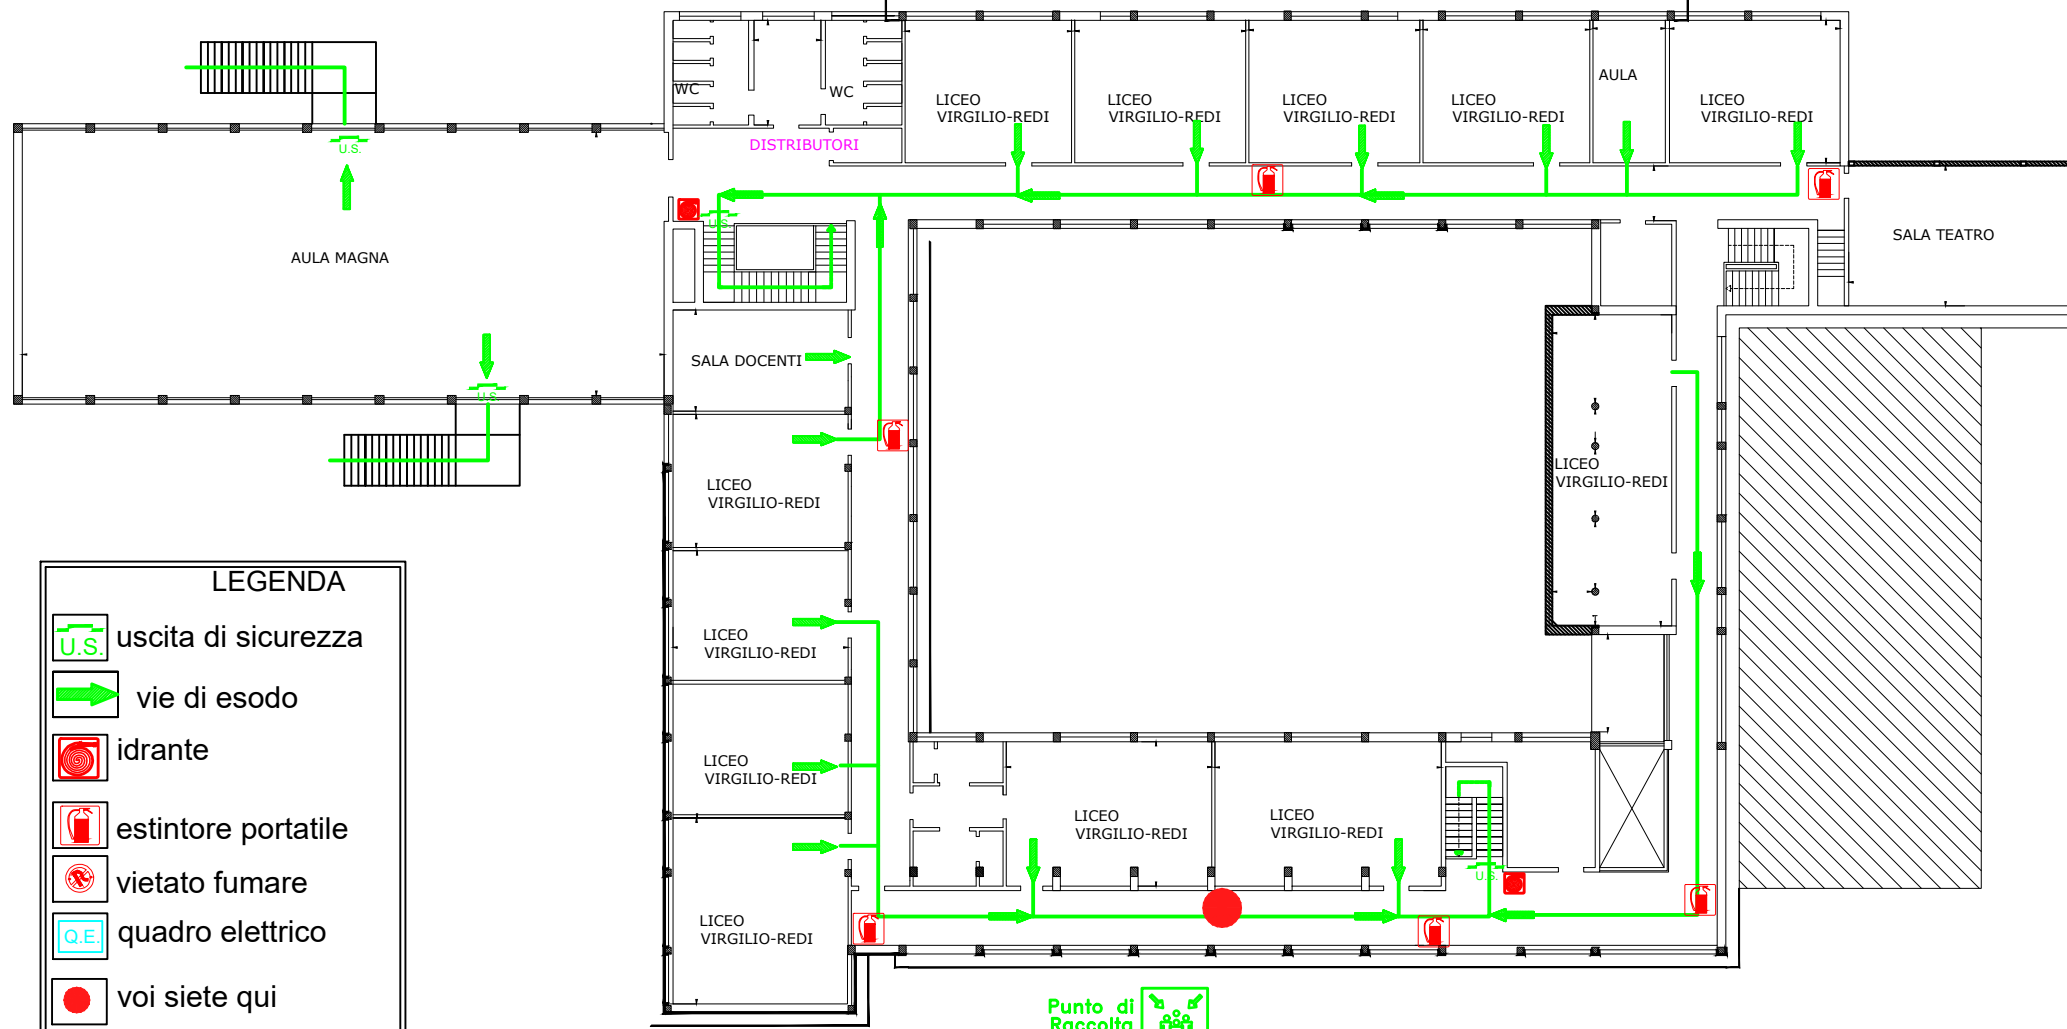 WC
WC
DISTRIBUTORI
LICEO
VIRGILIO-REDI
LICEO
VIRGILIO-REDI
LICEO
VIRGILIO-REDI
LICEO
VIRGILIO-REDI
AULA
LICEO
VIRGILIO-REDI
U.S.
U.S.
SALA TEATRO
AULA MAGNA
SALA DOCENTI
U.S.
LICEO
VIRGILIO-REDI
LICEO
VIRGILIO-REDI
LICEO
VIRGILIO-REDI
LICEO
VIRGILIO-REDI
LICEO
VIRGILIO-REDI
LICEO
VIRGILIO-REDI
LICEO
VIRGILIO-REDI
U.S.
LEGENDA
U.S. uscita di sicurezza
vie di esodo
idrante
estintore portatile
vietato fumare
Q.E. quadro elettrico
voi siete qui
Punto di
Raccolta